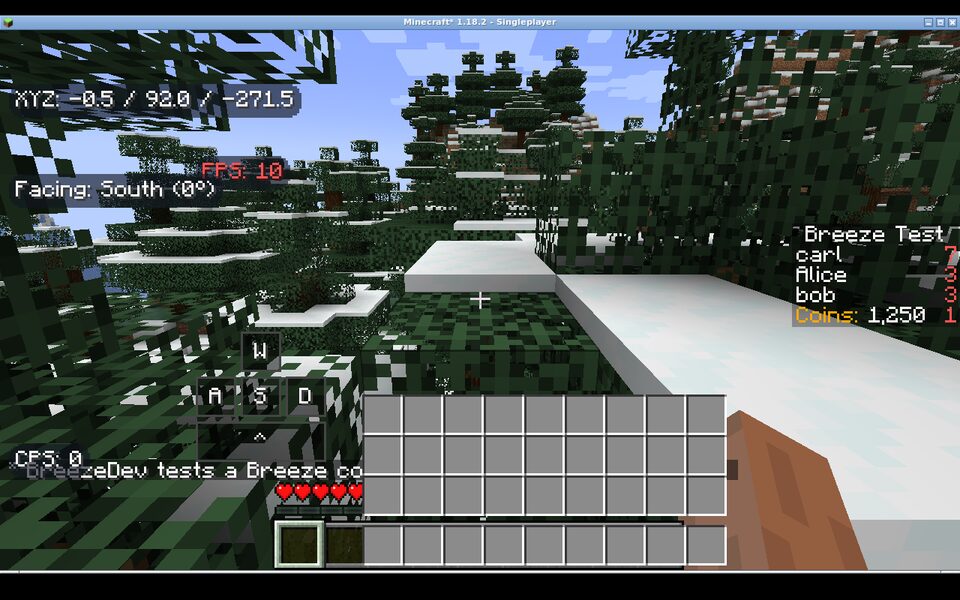 Minecraft* 1.18.2 - Singleplayer
XYZ: -0.5 / 92.0 / -271.5
FPS: 10
Facing: South (0°)
Breeze Test
carl 7
Alice 3
bob 3
Coins: 1,250 1
W
A S D
^
CPS: 0
BreezeDev tests a Breeze co